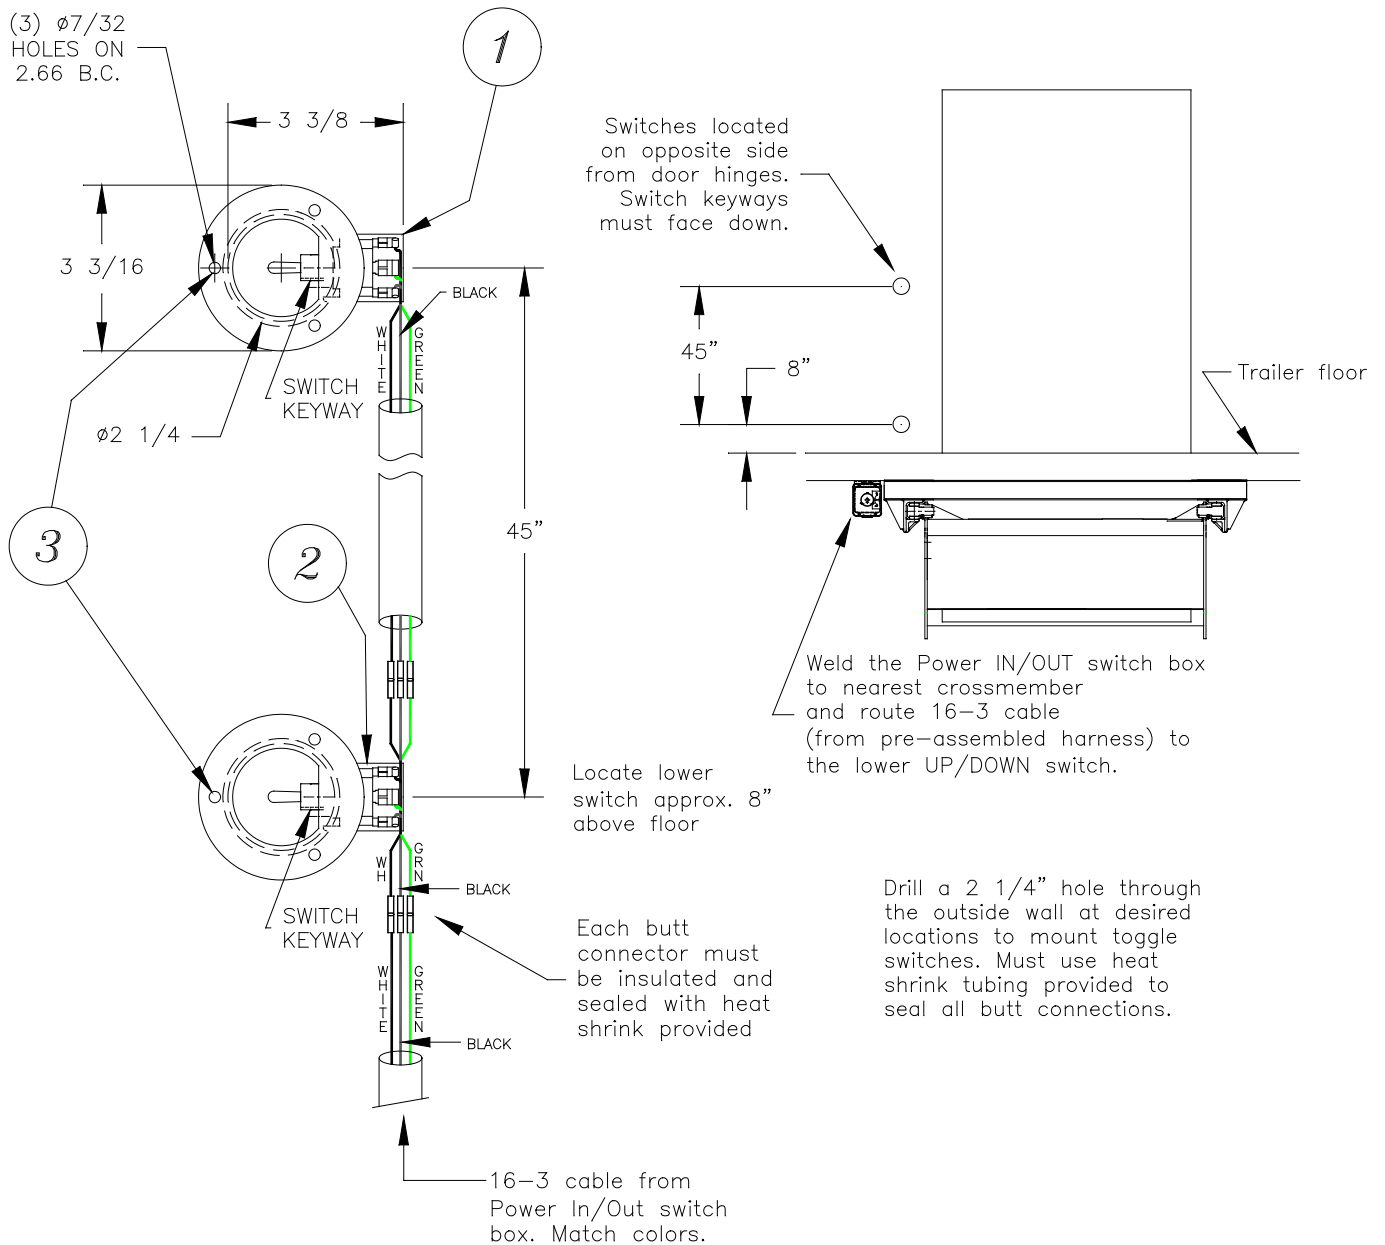 (3) ø7/32
HOLES ON
2.66 B.C.
1
3 3/8
3 3/16
BLACK
WHITE
GREEN
SWITCH
KEYWAY
ø2 1/4
3
2
45”
WH
GRN
BLACK
SWITCH
KEYWAY
WHITE
GREEN
BLACK
Locate lower
switch approx. 8”
above floor
Each butt
connector must
be insulated and
sealed with heat
shrink provided
16-3 cable from
Power In/Out switch
box. Match colors.
Switches located
on opposite side
from door hinges.
Switch keyways
must face down.
45”
8”
Trailer floor
Weld the Power IN/OUT switch box
to nearest crossmember
and route 16-3 cable
(from pre-assembled harness) to
the lower UP/DOWN switch.
Drill a 2 1/4” hole through
the outside wall at desired
locations to mount toggle
switches. Must use heat
shrink tubing provided to
seal all butt connections.